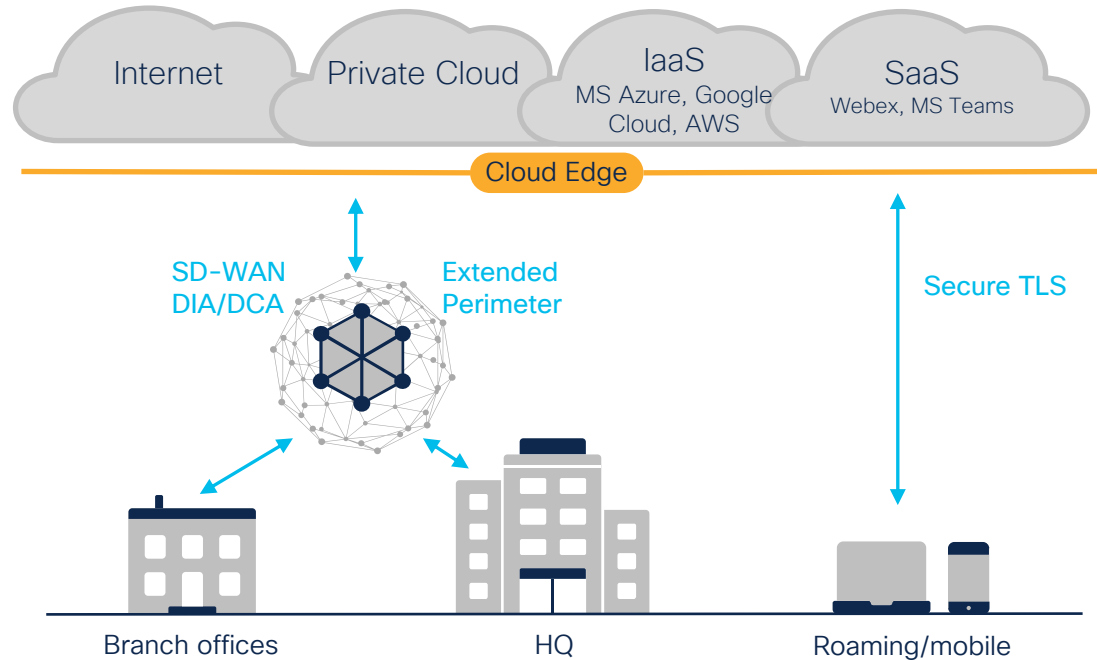 Internet
Private Cloud
IaaS
MS Azure, Google
Cloud, AWS
SaaS
Webex, MS Teams
Cloud Edge
SD-WAN
DIA/DCA
Extended
Perimeter
Secure TLS
Branch offices
HQ
Roaming/mobile